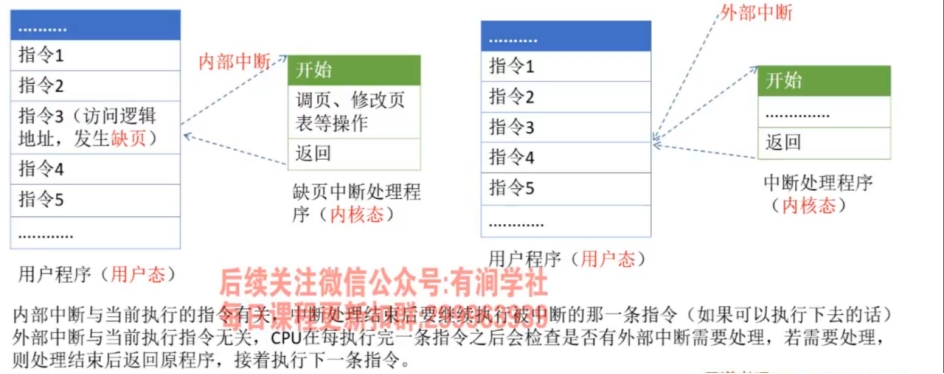 ..........
指令1
指令2
指令3（访问逻辑
地址，发生缺页）
指令4
指令5
............
用户程序（用户态）
内部中断
开始
调页、修改页
表等操作
返回
缺页中断处理程
序（内核态）
外部中断
..........
指令1
指令2
指令3
指令4
指令5
............
用户程序（用户态）
开始
..............
返回
中断处理程序
（内核态）
后续关注微信公众号:有涧学社
内部中断与当前执行的指令有关，中断处理结束后要继续执行被中断的那一条指令（如果可以执行下去的话）
外部中断与当前执行指令无关，CPU在每执行完一条指令之后会检查是否有外部中断需要处理，若需要处理，
则处理结束后返回原程序，接着执行下一条指令。